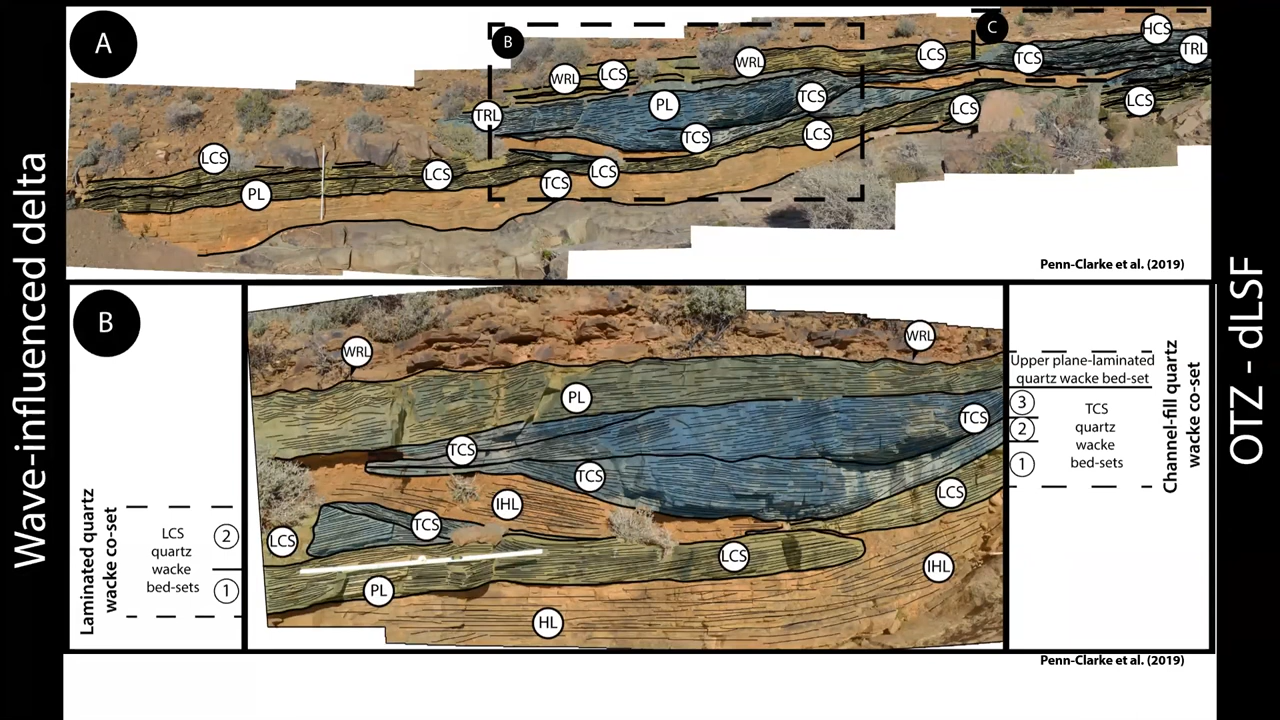 Wave-influenced delta
OTZ - dLSF
A
B
C
HCS
LCS
TCS
TRL
WRL
LCS
WRL
PL
TCS
TRL
TCS
LCS
LCS
LCS
LCS
LCS
PL
LCS
TCS
Penn-Clarke et al. (2019)
B
WRL
WRL
PL
TCS
TCS
TCS
IHL
LCS
TCS
LCS
LCS
IHL
PL
HL
Laminated quartz
wacke co-set
LCS
quartz
wacke
bed-sets
2
1
Upper plane-laminated
quartz wacke bed-set
3
2
1
TCS
quartz
wacke
bed-sets
Channel-fill quartz
wacke co-set
Penn-Clarke et al. (2019)